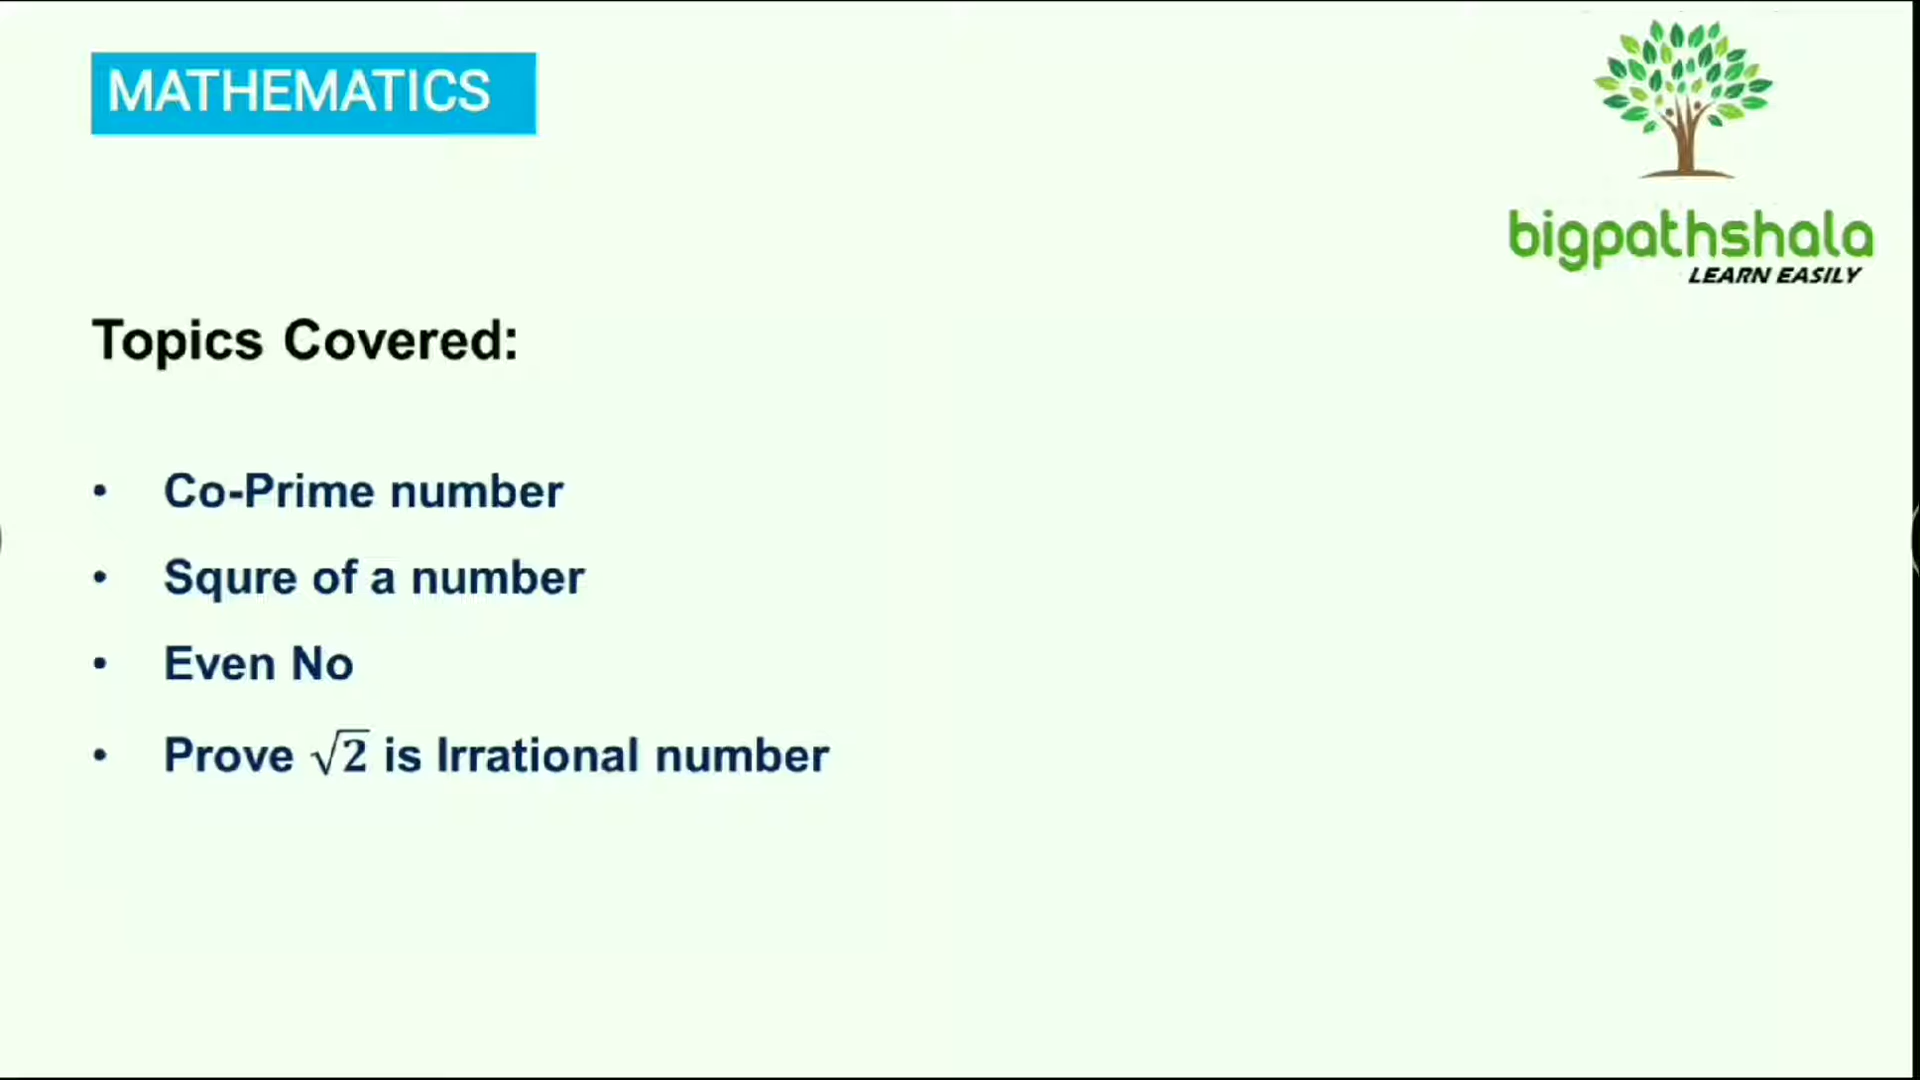 MATHEMATICS
bigpathshala
LEARN EASILY
Topics Covered:
• Co-Prime number
• Squre of a number
• Even No
• Prove √2 is Irrational number